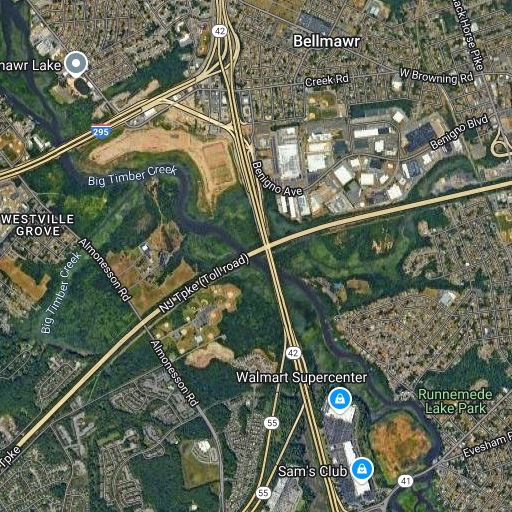 42
Bellmawr
Black Horse Pike
mawr Lake
Creek Rd
W Browning Rd
295
Benigno Blvd
Big Timber Creek
Benigno Ave
WESTVILLE
GROVE
Almonesson Rd
Big Timber Creek
NJ Tpke (Toll road)
Almonesson Rd
42
Walmart Supercenter
Runnemede
Lake Park
55
Evesham R
Tpke
Sam's Club
41
55